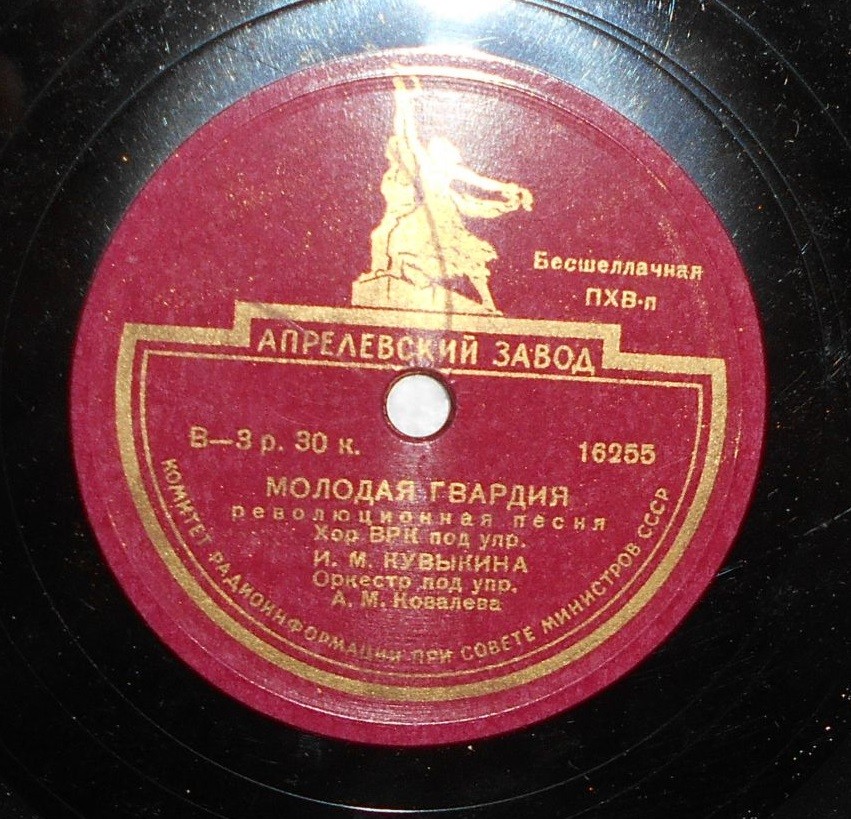 Бесшеллачная
ПХВ-п
АПРЕЛЕВСКИЙ ЗАВОД
В—3 р. 30 к.
16255
МОЛОДАЯ ГВАРДИЯ
революционная песня
Хор ВРК под упр.
И. М. КУВЫКИНА
Оркестр под упр.
А. М. Ковалева
КОМИТЕТ РАДИОИНФОРМАЦИИ ПРИ СОВЕТЕ МИНИСТРОВ СССР